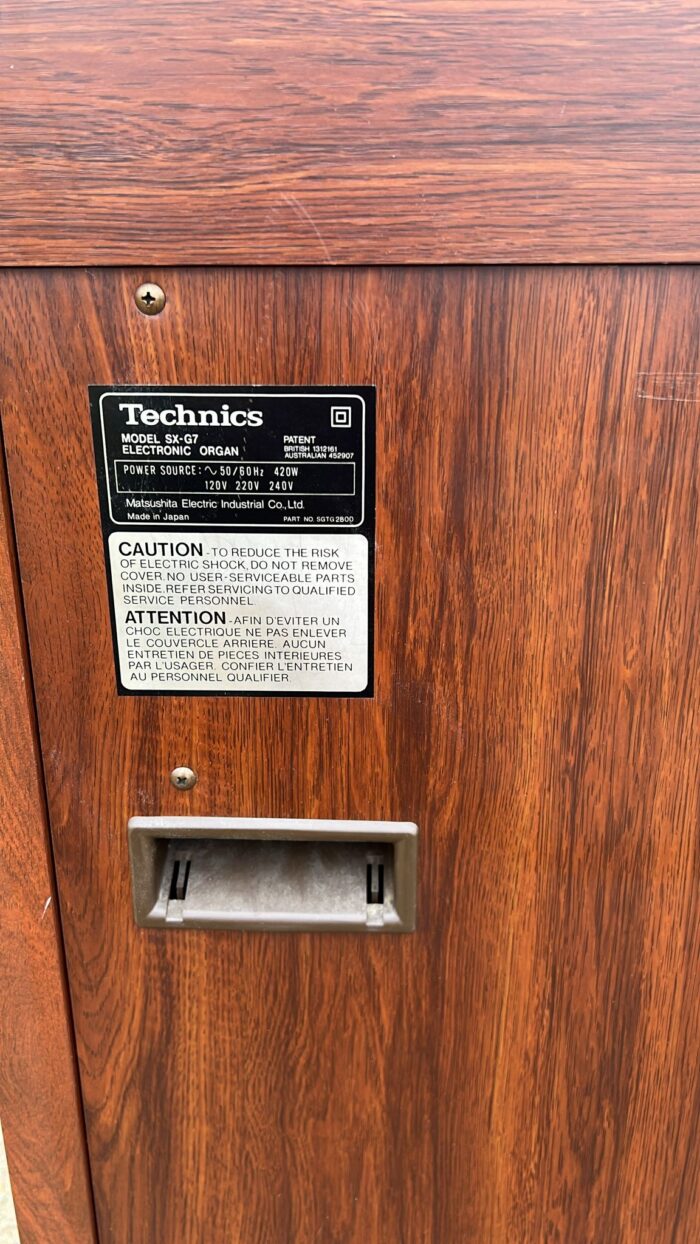 Technics
MODEL SX-G7
ELECTRONIC ORGAN
PATENT
BRITISH 1312161
AUSTRALIAN 452907
POWER SOURCE: ∿ 50/60Hz 420W
120V 220V 240V
Matsushita Electric Industrial Co., Ltd.
Made in Japan
PART NO. SGTG2800
CAUTION - TO REDUCE THE RISK
OF ELECTRIC SHOCK, DO NOT REMOVE
COVER. NO USER-SERVICEABLE PARTS
INSIDE. REFER SERVICING TO QUALIFIED
SERVICE PERSONNEL.
ATTENTION - AFIN D'EVITER UN
CHOC ELECTRIQUE NE PAS ENLEVER
LE COUVERCLE ARRIERE. AUCUN
ENTRETIEN DE PIECES INTERIEURES
PAR L'USAGER. CONFIER L'ENTRETIEN
AU PERSONNEL QUALIFIER.